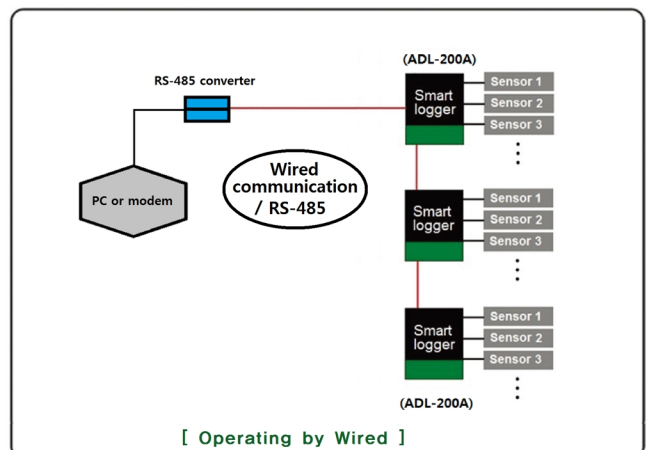 (ADL-200A)
RS-485 converter
Smart
logger
Sensor 1
Sensor 2
Sensor 3
PC or modem
Wired
communication
/ RS-485
Smart
logger
Sensor 1
Sensor 2
Sensor 3
Smart
logger
Sensor 1
Sensor 2
Sensor 3
(ADL-200A)
[ Operating by Wired ]